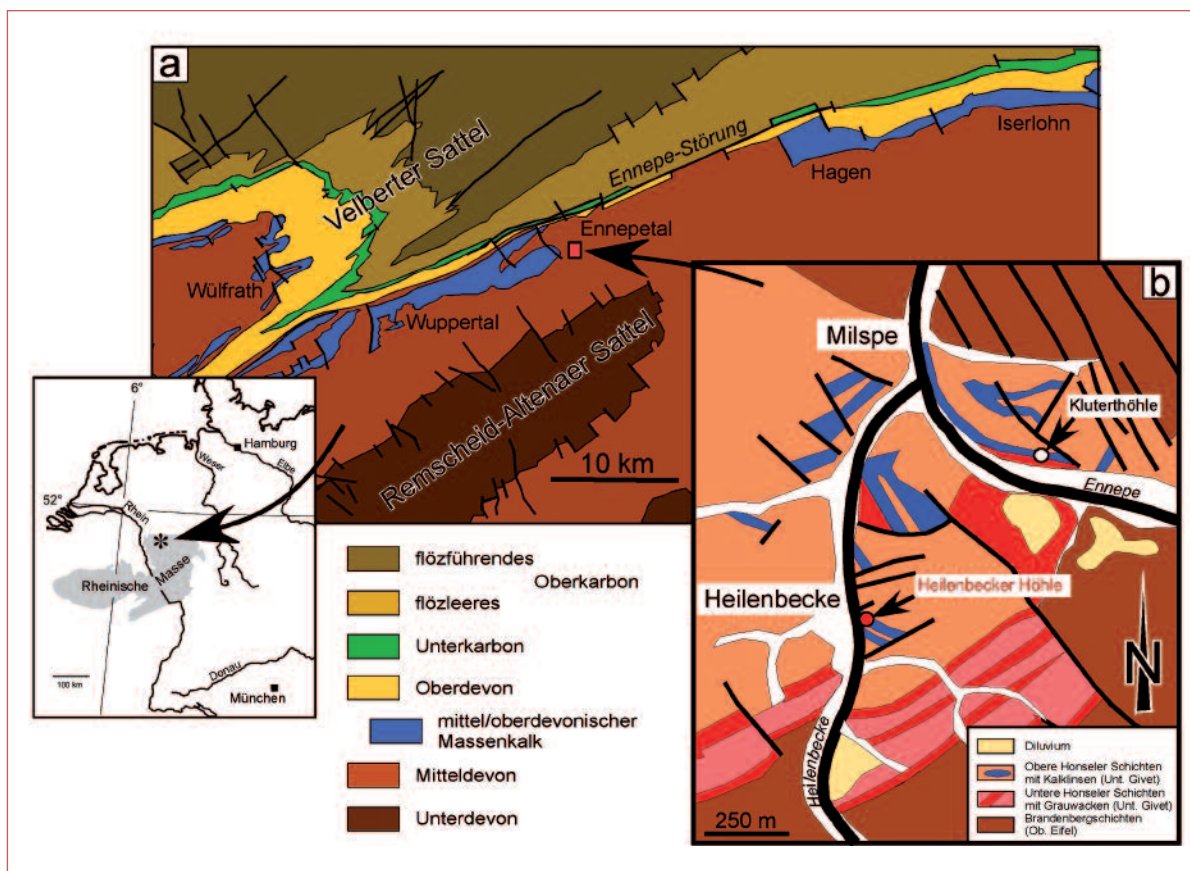 a
Velberter Sattel
Ennepe-Störung
Iserlohn
Hagen
Ennepetal
Wülfrath
Wuppertal
Remscheid-Altenaer Sattel
10 km
6°
52°
Hamburg
Weser
Elbe
Rhein
Rheinische
Masse
Donau
München
100 km
flözführendes
Oberkarbon
flözleeres
Unterkarbon
Oberdevon
mittel/oberdevonischer
Massenkalk
Mitteldevon
Unterdevon
b
Milspe
Kluterthöhle
Ennepe
Heilenbecke
Heilenbecker Höhle
N
Heilenbecke
250 m
Diluvium
Obere Honseler Schichten
mit Kalklinsen (Unt. Givet)
Untere Honseler Schichten
mit Grauwacken (Unt. Givet)
Brandenbergschichten
(Ob. Eifel)